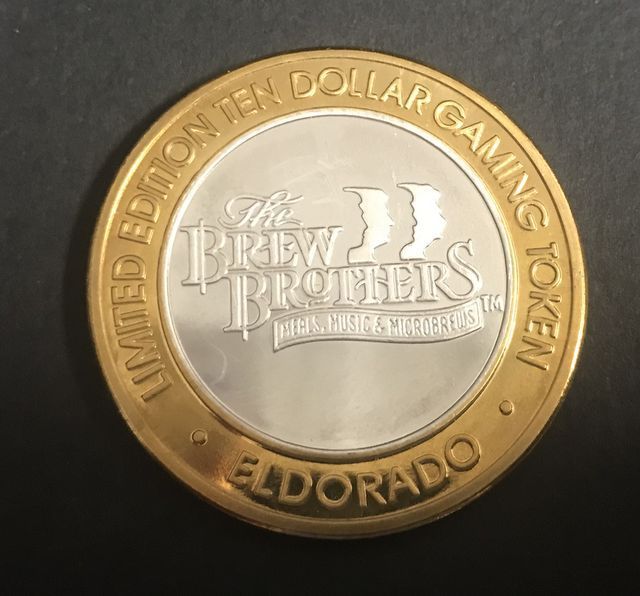 LIMITED EDITION TEN DOLLAR GAMING TOKEN
The
BREW
BROTHERS
MEALS, MUSIC & MICROBREWS TM
ELDORADO